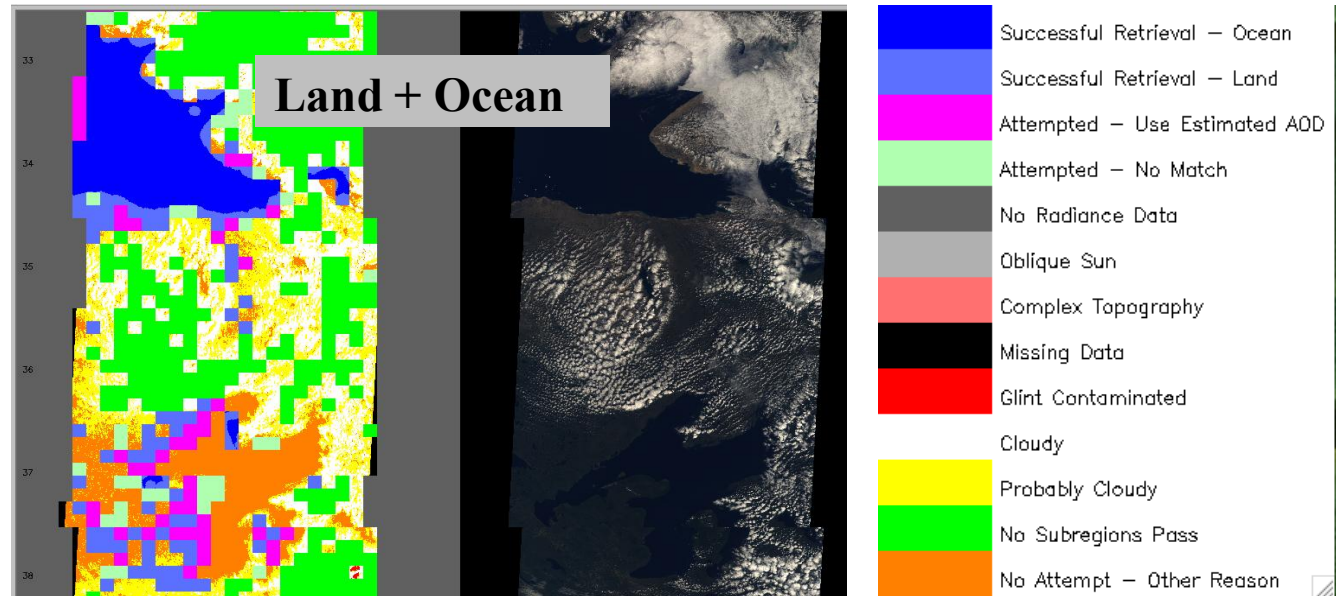 33
Land + Ocean
34
35
36
37
38
Successful Retrieval – Ocean
Successful Retrieval – Land
Attempted – Use Estimated AOD
Attempted – No Match
No Radiance Data
Oblique Sun
Complex Topography
Missing Data
Glint Contaminated
Cloudy
Probably Cloudy
No Subregions Pass
No Attempt – Other Reason